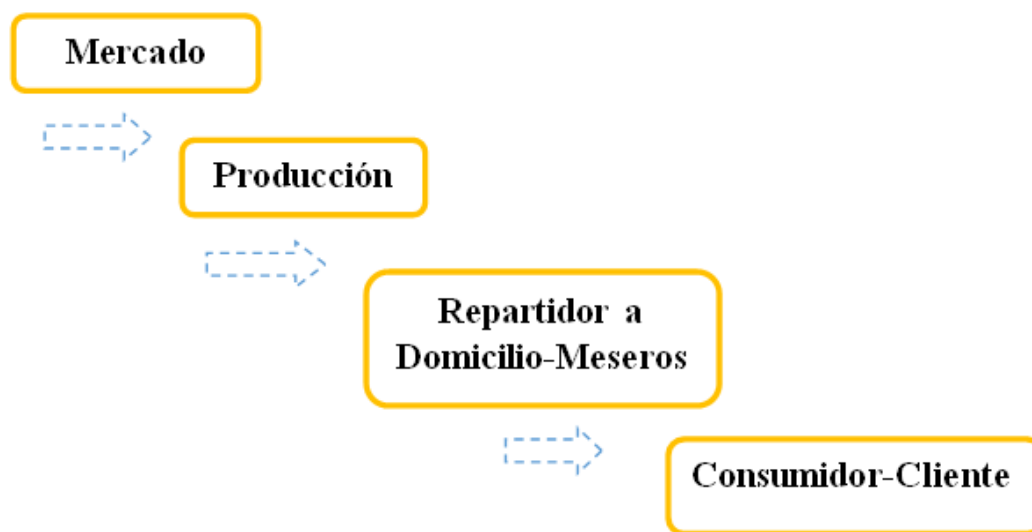 Mercado
Producción
Repartidor a
Domicilio-Meseros
Consumidor-Cliente